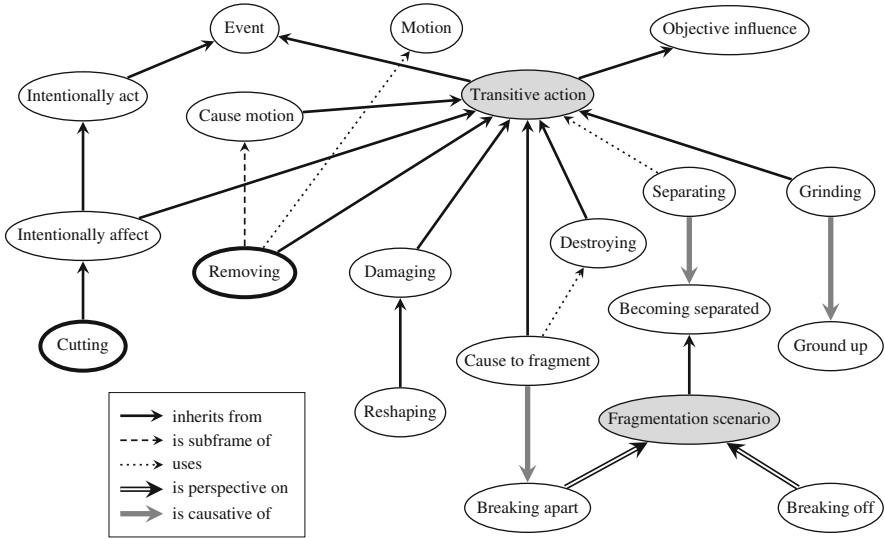 Event
Motion
Objective influence
Intentionally act
Transitive action
Cause motion
Separating
Grinding
Intentionally affect
Removing
Damaging
Destroying
Becoming separated
Cutting
Cause to fragment
Ground up
Reshaping
Fragmentation scenario
inherits from
is subframe of
uses
is perspective on
is causative of
Breaking apart
Breaking off